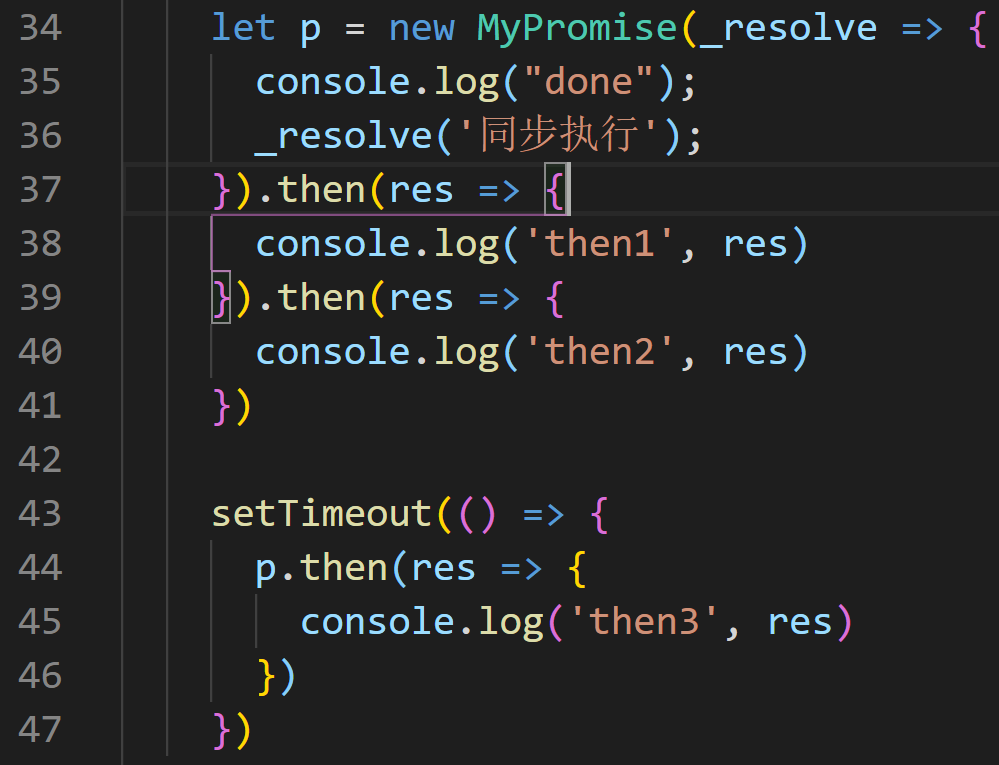 34 let p = new MyPromise(_resolve => {
35 console.log("done");
36 _resolve('同步执行');
37 }).then(res => {
38 console.log('then1', res)
39 }).then(res => {
40 console.log('then2', res)
41 })
42
43 setTimeout(() => {
44 p.then(res => {
45 console.log('then3', res)
46 })
47 })